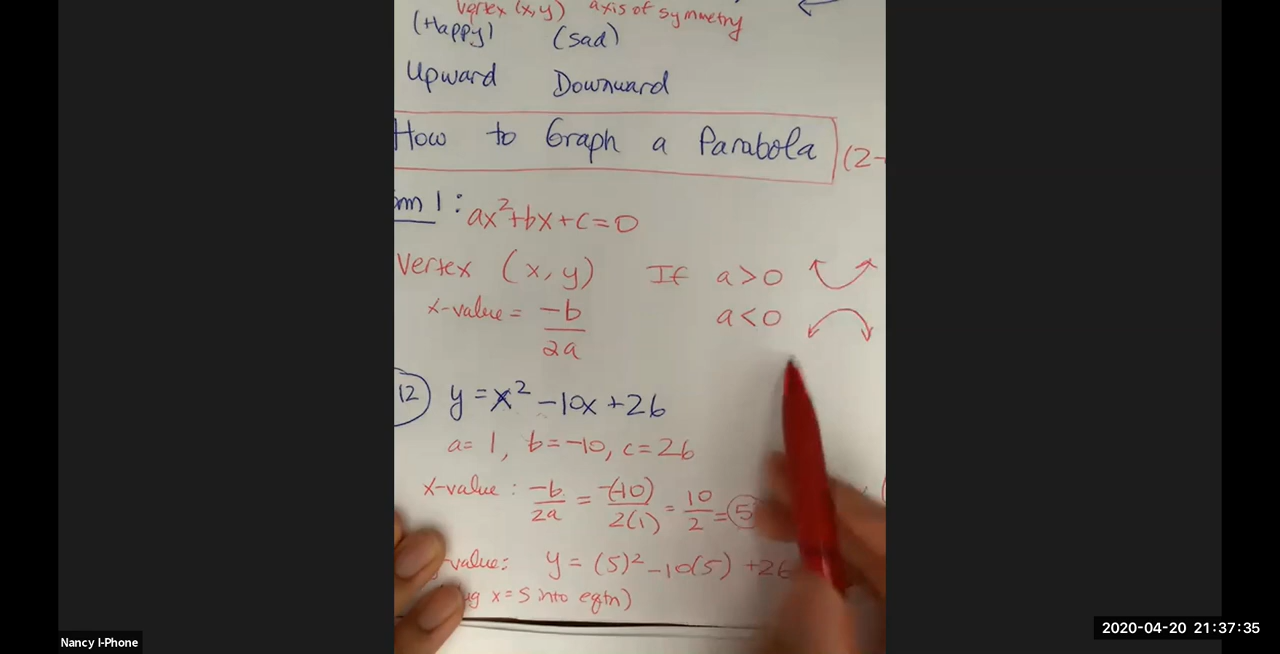 vertex (x,y) axis of symmetry
(Happy) (sad)
Upward Downward
How to Graph a Parabola (2-
m 1: ax²+bx+c=0
Vertex (x,y) If a>0
x-value = -b/2a a<0
12 y=x²-10x+26
a=1, b=-10, c=26
x-value: -b/2a = -(-10)/2(1) = 10/2 = 5
value: y=(5)²-10(5)+26
x=5 into eqtn)
Nancy I-Phone
2020-04-20 21:37:35